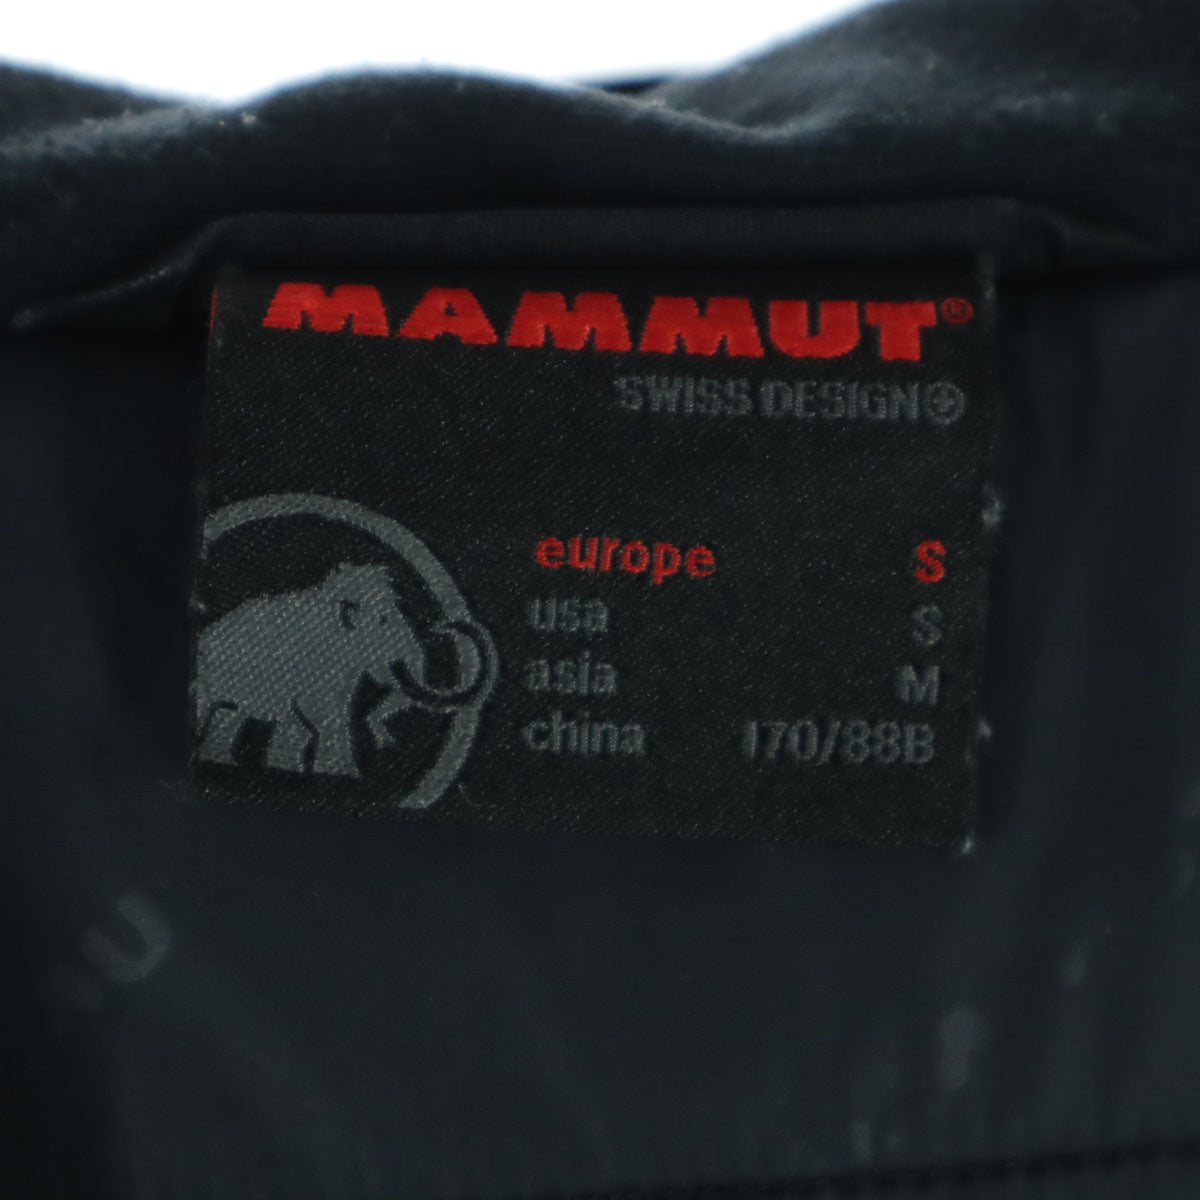 MAMMUT®
SWISS DESIGN
europe S
usa S
asia M
china 170/88B